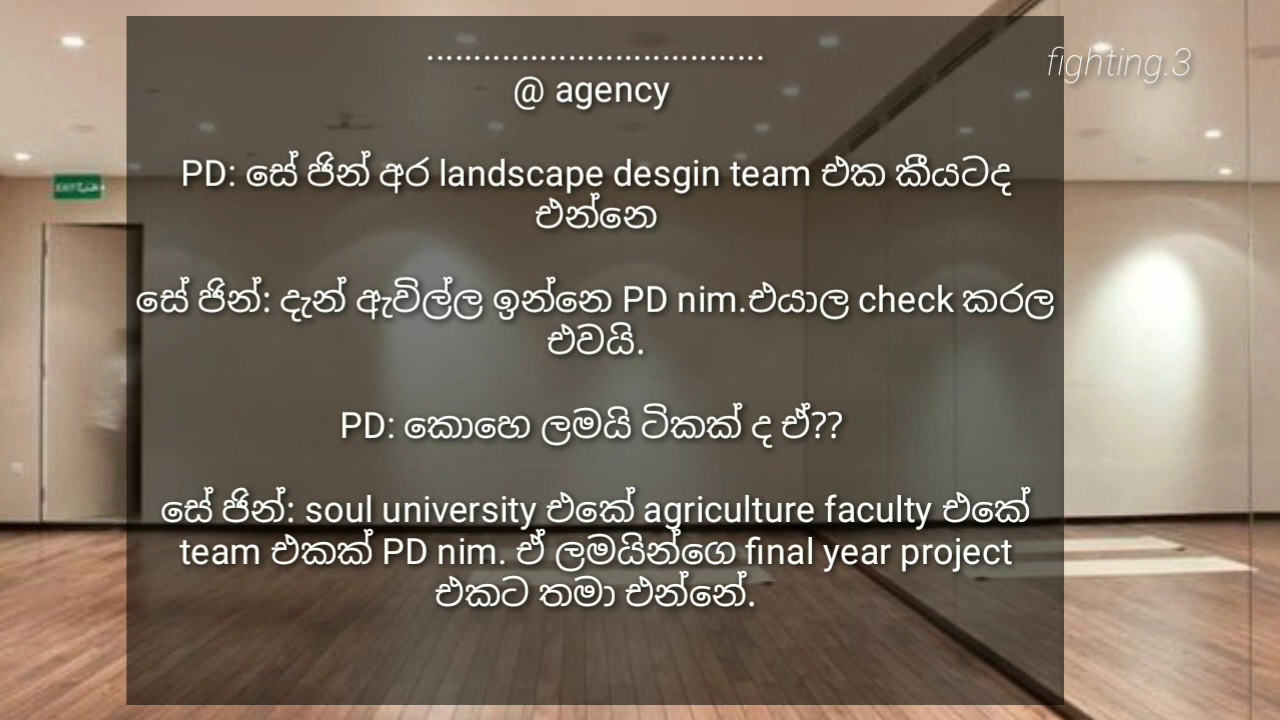 ....................................
fighting.3
@ agency
PD: සේ ජින් අර landscape desgin team එක කීයටද
එන්නෙ
සේ ජින්: දැන් ඇවිල්ල ඉන්නෙ PD nim.එයාල check කරල
එවයි.
PD: කොහෙ ලමයි ටිකක් ද ඒ??
සේ ජින්: soul university එකේ agriculture faculty එකේ
team එකක් PD nim. ඒ ලමයින්ගෙ final year project
එකට තමා එන්නේ.